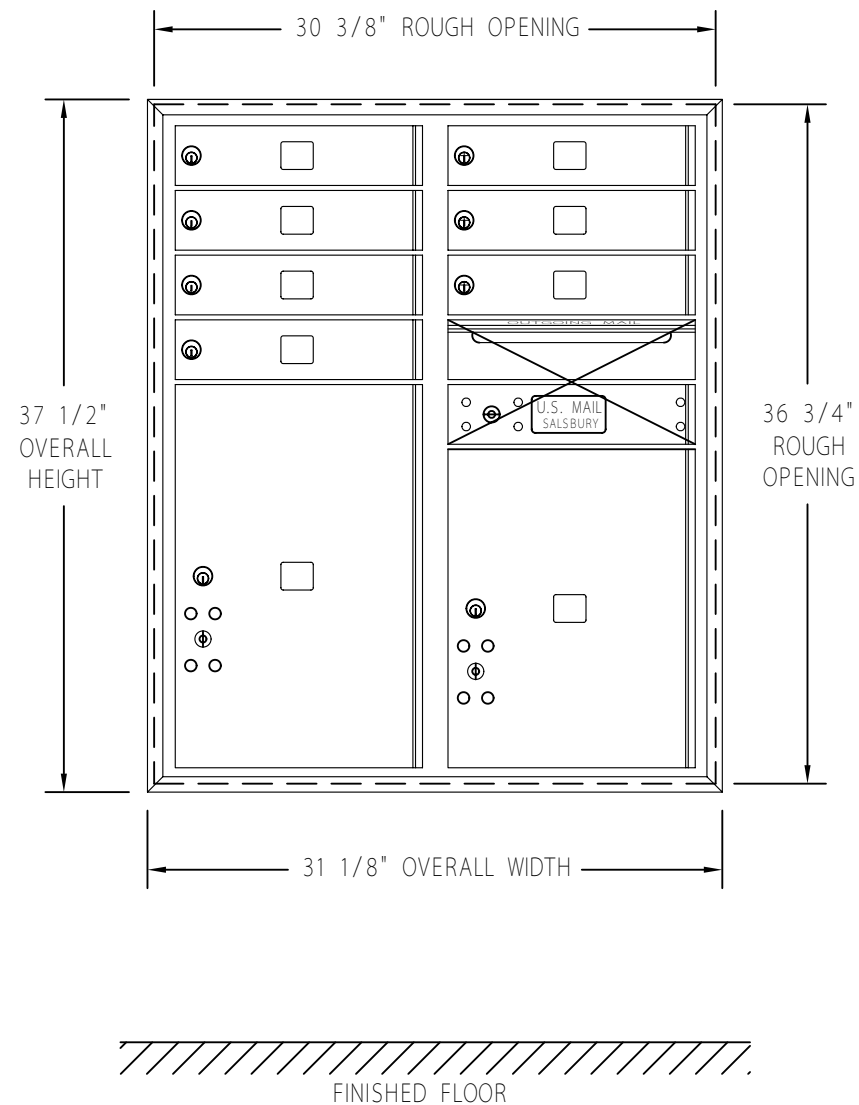 30 3/8" ROUGH OPENING
OUTGOING MAIL
37 1/2"
OVERALL
HEIGHT
U.S. MAIL
SALSBURY
36 3/4"
ROUGH
OPENING
31 1/8" OVERALL WIDTH
FINISHED FLOOR